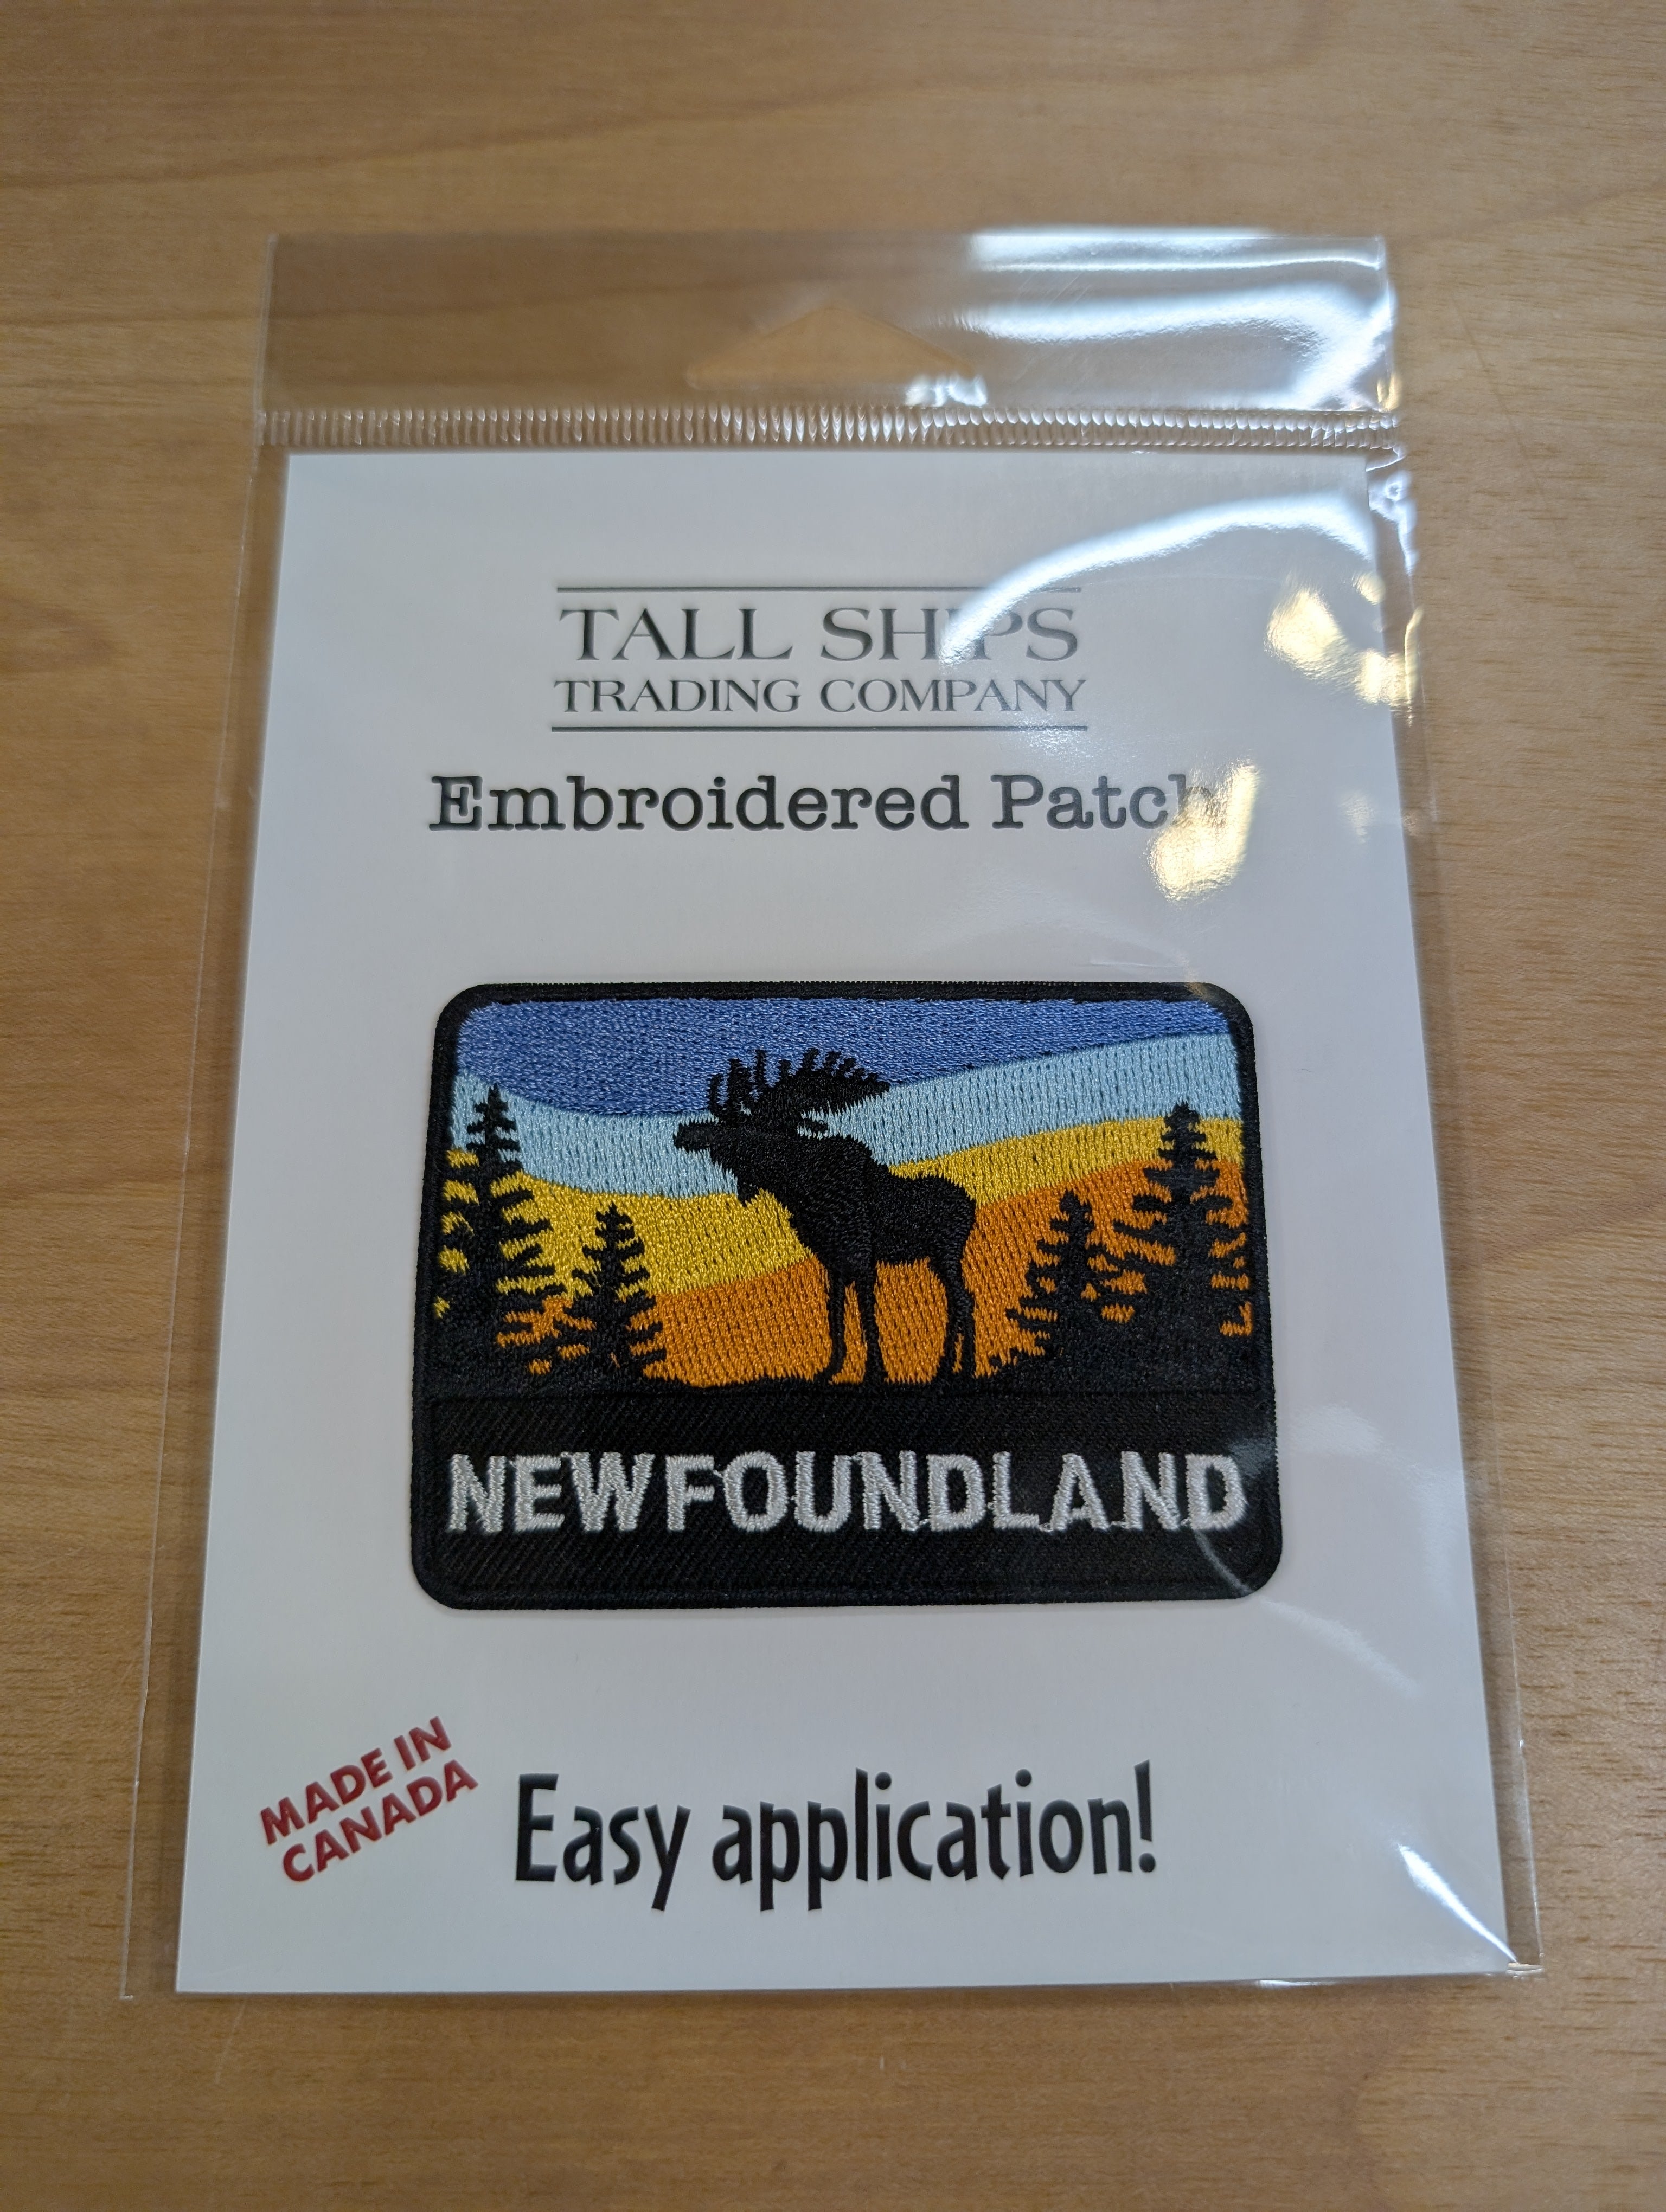 TALL SHIPS
TRADING COMPANY
Embroidered Patch
NEWFOUNDLAND
MADE IN
CANADA
Easy application!